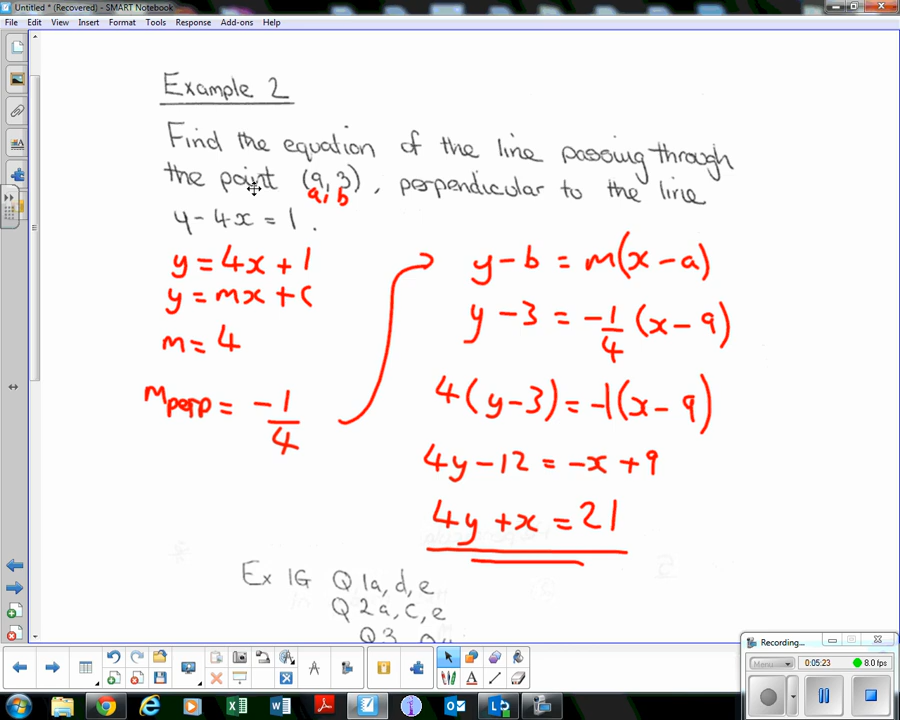 Untitled * (Recovered) - SMART Notebook
File Edit View Insert Format Tools Response Add-ons Help
Example 2
Find the equation of the line passing through
the point (9, 3), perpendicular to the line
a, b
y - 4x = 1.
y = 4x + 1
y = mx + c
m = 4
mperp = -1/4
y - b = m(x - a)
y - 3 = -1/4 (x - 9)
4(y - 3) = -1(x - 9)
4y - 12 = -x + 9
4y + x = 21
Ex 1G Q 1a, d, e
Q 2a, c, e
Q 3
Recording...
Menu
0:05:23
8.0 fps